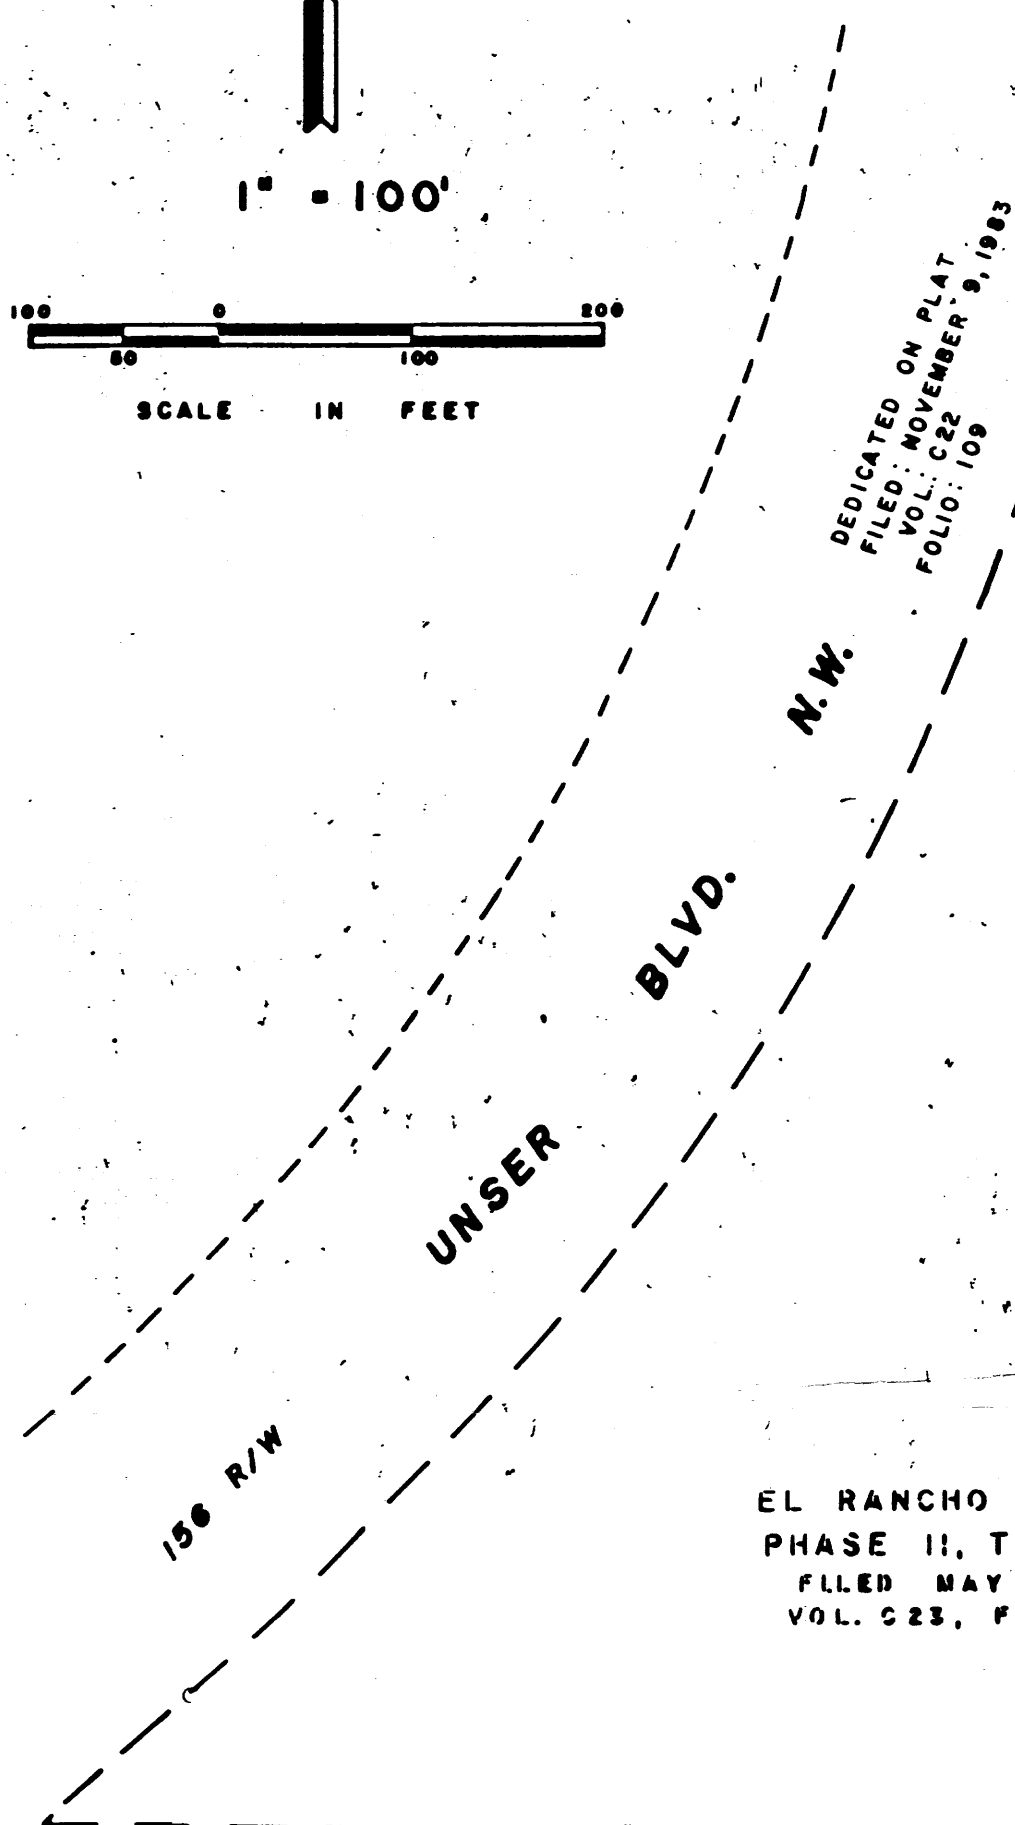 1" = 100'
100 0 200
50 100
SCALE IN FEET
DEDICATED ON PLAT
FILED: NOVEMBER 9, 1983
VOL.: C22
FOLIO: 109
UNSER BLVD. N.W.
156 R/W
EL RANCHO
PHASE II, T
FILED MAY
VOL. C23, F